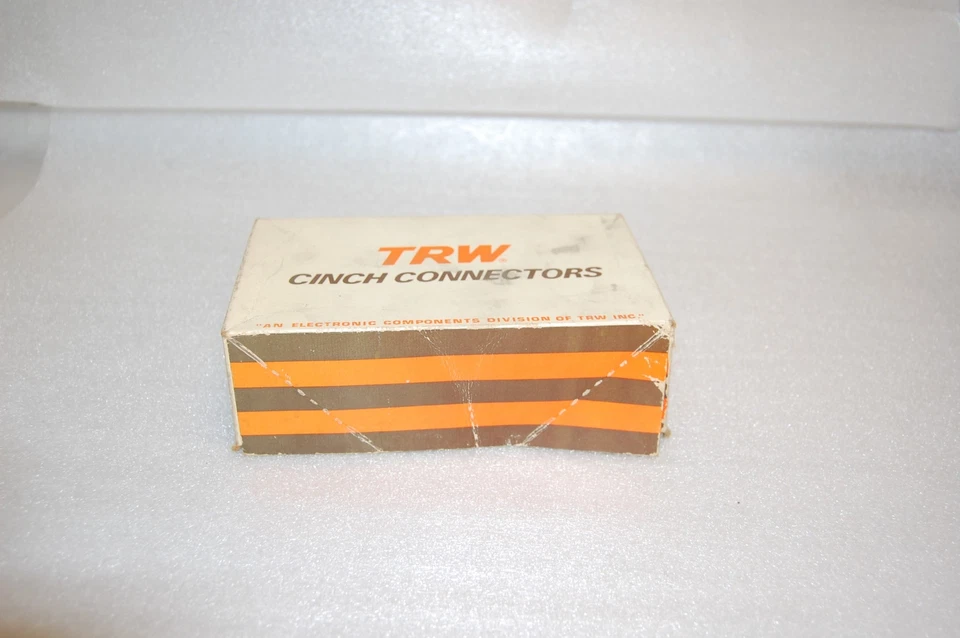 TRW®
CINCH CONNECTORS
"AN ELECTRONIC COMPONENTS DIVISION OF TRW INC."